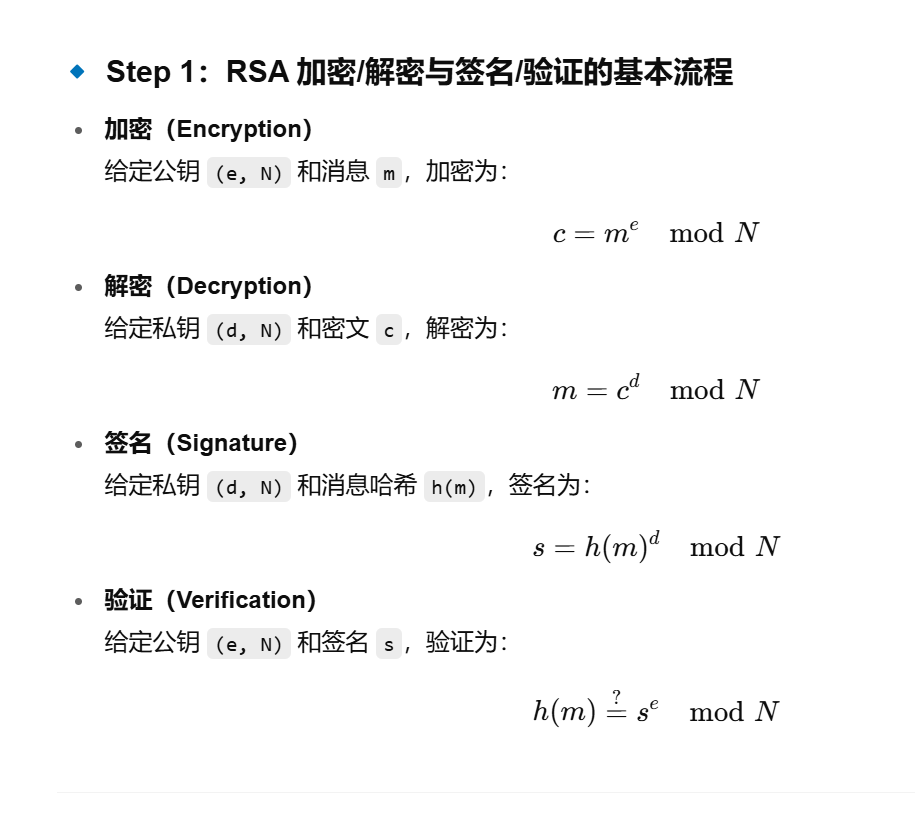 🔹 Step 1：RSA 加密/解密与签名/验证的基本流程
• 加密（Encryption）
给定公钥 (e, N) 和消息 m，加密为：
c = m^e mod N
• 解密（Decryption）
给定私钥 (d, N) 和密文 c，解密为：
m = c^d mod N
• 签名（Signature）
给定私钥 (d, N) 和消息哈希 h(m)，签名为：
s = h(m)^d mod N
• 验证（Verification）
给定公钥 (e, N) 和签名 s，验证为：
h(m) ≟ s^e mod N